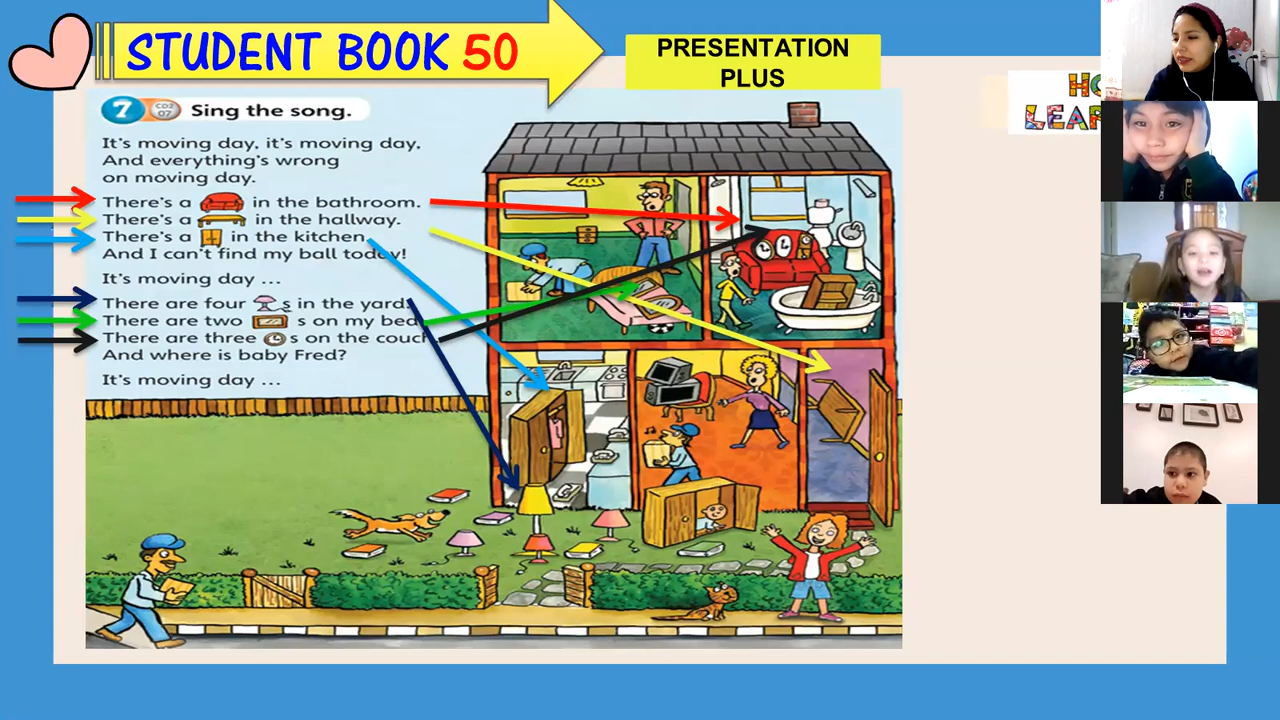 STUDENT BOOK 50
PRESENTATION
PLUS
7 CD2 07 Sing the song.
It's moving day, it's moving day,
And everything's wrong
on moving day.
There's a in the bathroom.
There's a in the hallway.
There's a in the kitchen
And I can't find my ball today!
It's moving day ...
There are four s in the yard.
There are two s on my bed
There are three s on the couch
And where is baby Fred?
It's moving day ...